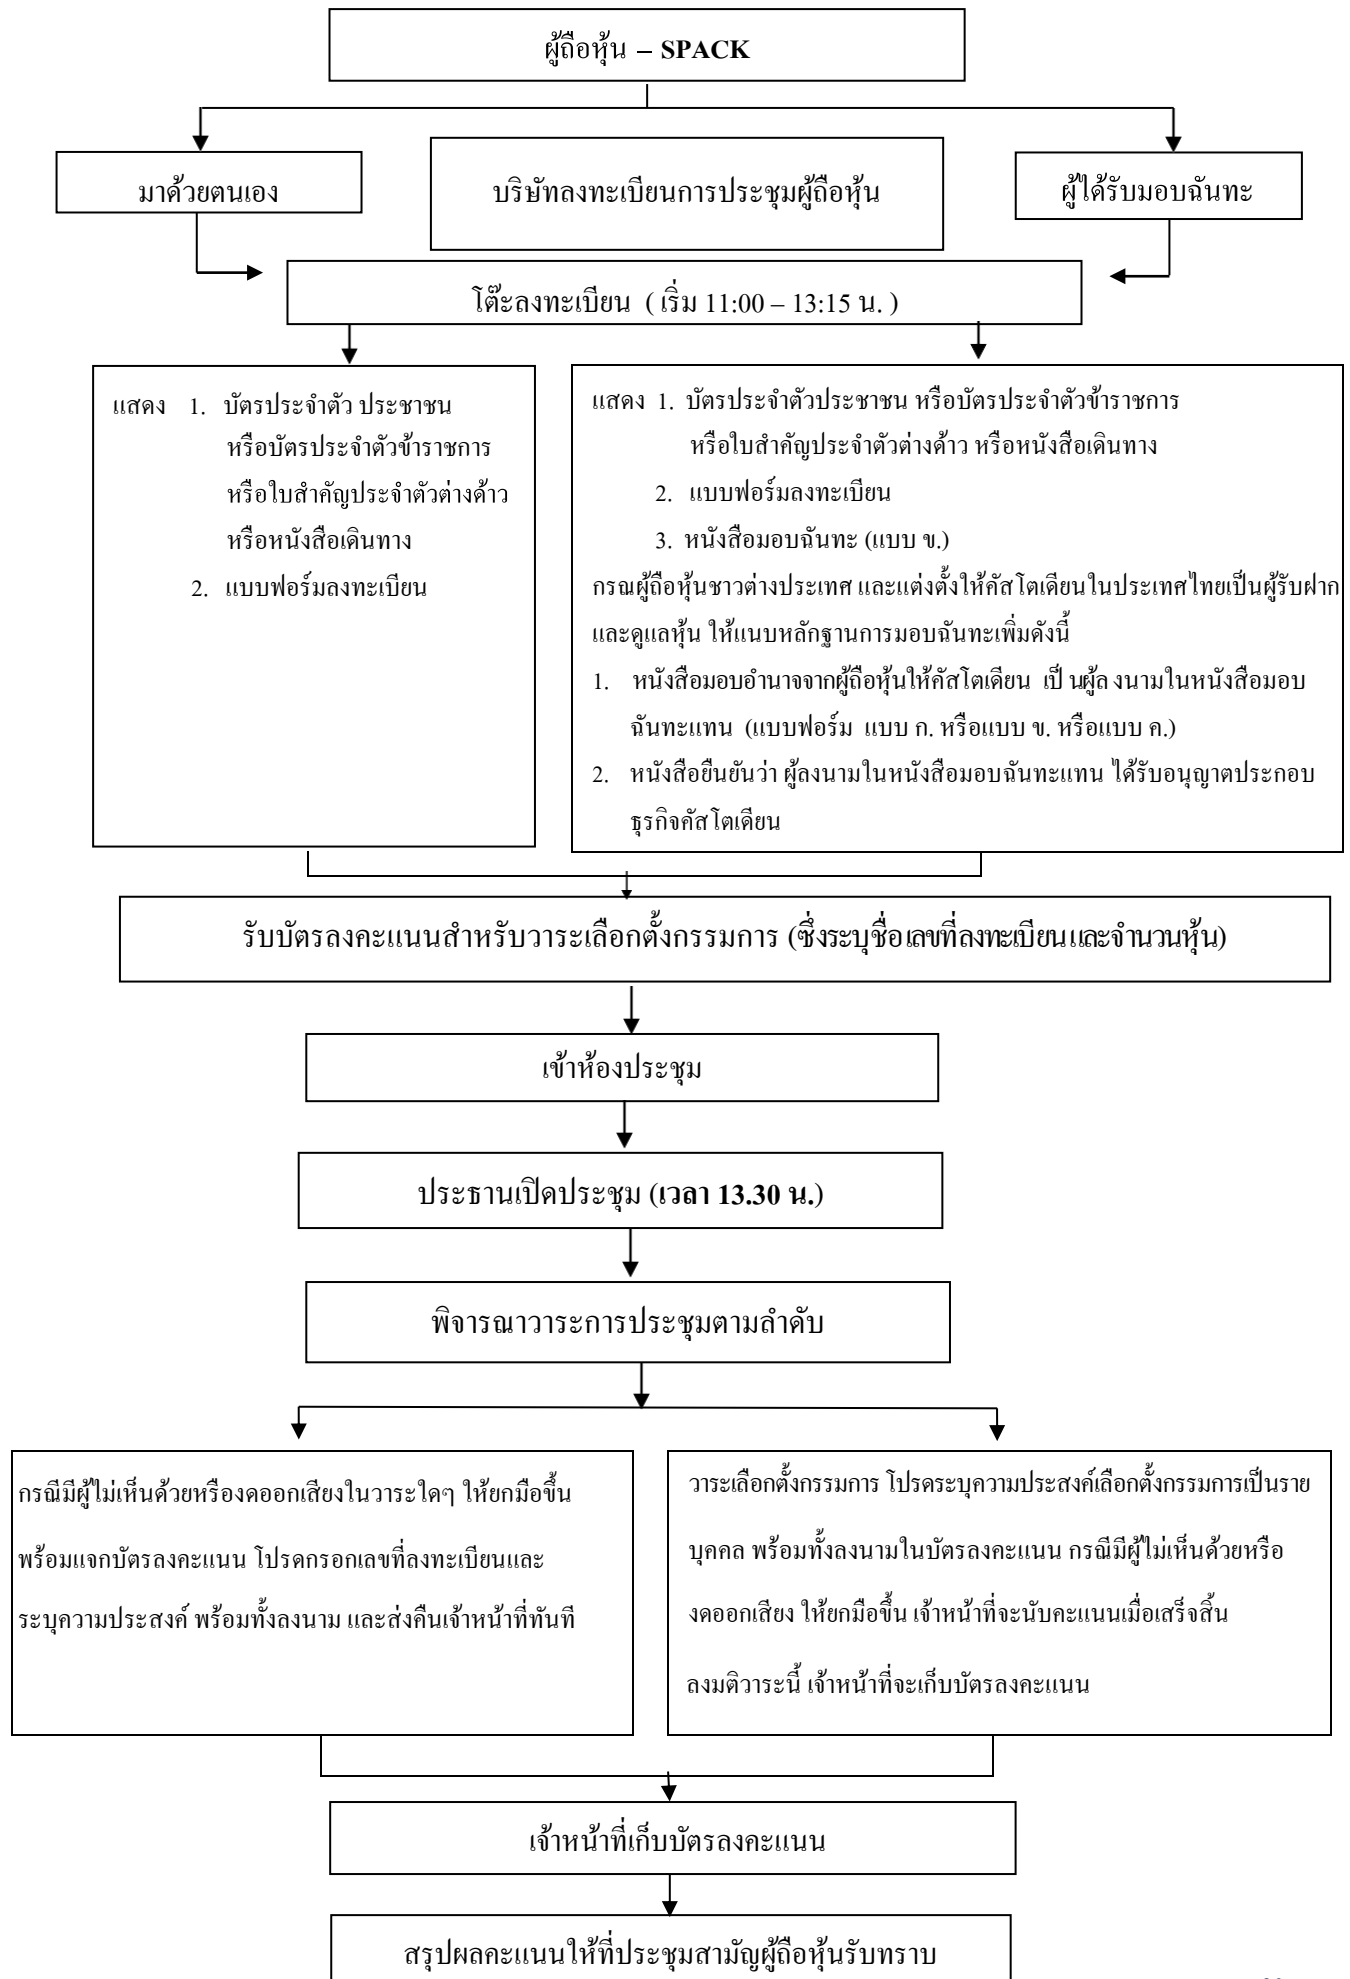 ผู้ถือหุ้น – SPACK
มาด้วยตนเอง
บริษัทลงทะเบียนการประชุมผู้ถือหุ้น
ผู้ได้รับมอบฉันทะ
โต๊ะลงทะเบียน ( เริ่ม 11:00 – 13:15 น. )
แสดง 1. บัตรประจำตัว ประชาชน
หรือบัตรประจำตัวข้าราชการ
หรือใบสำคัญประจำตัวต่างด้าว
หรือหนังสือเดินทาง
2. แบบฟอร์มลงทะเบียน
แสดง 1. บัตรประจำตัวประชาชน หรือบัตรประจำตัวข้าราชการ
หรือใบสำคัญประจำตัวต่างด้าว หรือหนังสือเดินทาง
2. แบบฟอร์มลงทะเบียน
3. หนังสือมอบฉันทะ (แบบ ข.)
กรณผู้ถือหุ้นชาวต่างประเทศ และแต่งตั้งให้คัสโตเดียนในประเทศไทยเป็นผู้รับฝาก
และดูแลหุ้น ให้แนบหลักฐานการมอบฉันทะเพิ่มดังนี้
1. หนังสือมอบอำนาจจากผู้ถือหุ้นให้คัสโตเดียน เป็นผู้ลงนามในหนังสือมอบ
ฉันทะแทน (แบบฟอร์ม แบบ ก. หรือแบบ ข. หรือแบบ ค.)
2. หนังสือยืนยันว่า ผู้ลงนามในหนังสือมอบฉันทะแทน ได้รับอนุญาตประกอบ
ธุรกิจคัสโตเดียน
รับบัตรลงคะแนนสำหรับวาระเลือกตั้งกรรมการ (ซึ่งระบุชื่อเลขที่ลงทะเบียนและจำนวนหุ้น)
เข้าห้องประชุม
ประธานเปิดประชุม (เวลา 13.30 น.)
พิจารณาวาระการประชุมตามลำดับ
กรณีมีผู้ไม่เห็นด้วยหรืองดออกเสียงในวาระใดๆ ให้ยกมือขึ้น
พร้อมแจกบัตรลงคะแนน โปรดกรอกเลขที่ลงทะเบียนและ
ระบุความประสงค์ พร้อมทั้งลงนาม และส่งคืนเจ้าหน้าที่ทันที
วาระเลือกตั้งกรรมการ โปรดระบุความประสงค์เลือกตั้งกรรมการเป็นราย
บุคคล พร้อมทั้งลงนามในบัตรลงคะแนน กรณีมีผู้ไม่เห็นด้วยหรือ
งดออกเสียง ให้ยกมือขึ้น เจ้าหน้าที่จะนับคะแนนเมื่อเสร็จสิ้น
ลงมติวาระนี้ เจ้าหน้าที่จะเก็บบัตรลงคะแนน
เจ้าหน้าที่เก็บบัตรลงคะแนน
สรุปผลคะแนนให้ที่ประชุมสามัญผู้ถือหุ้นรับทราบ